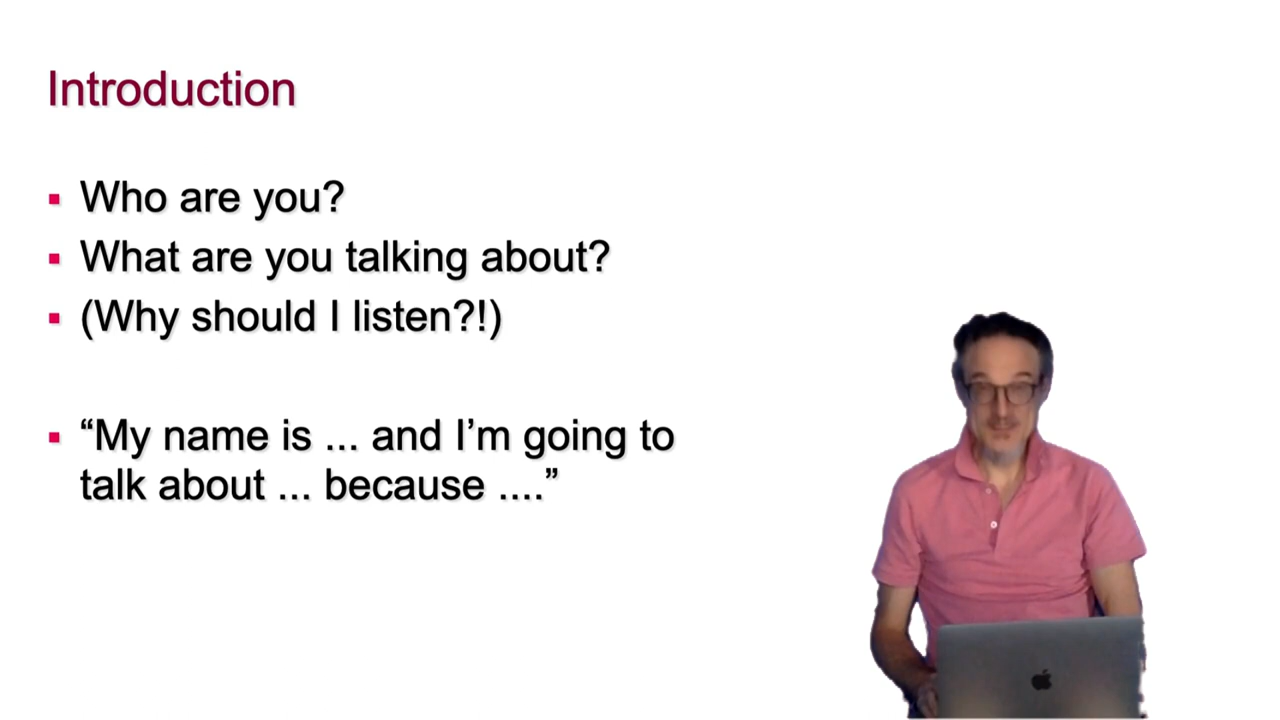 Introduction
Who are you?
What are you talking about?
(Why should I listen?!)
“My name is ... and I’m going to
talk about ... because ....”